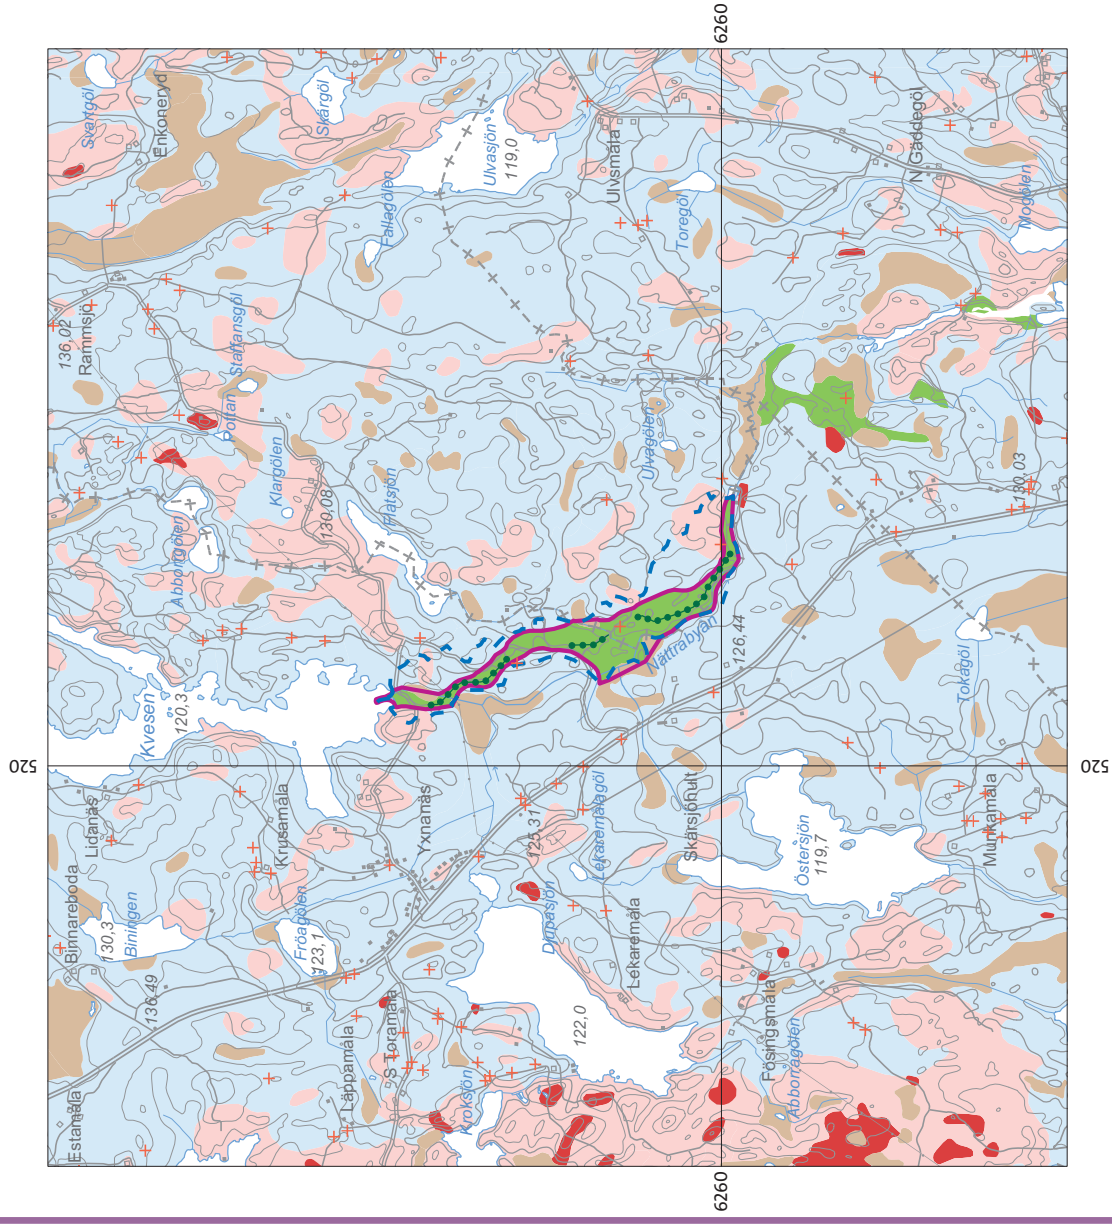 6260
Svartgöl
Enkoneryd
Skärgöl
Ulvasjön
119,0
Fallagölen
Ulvsmåla
Toregöl
N Gäddegöl
Mogölen
136,02
Rammsjö
Staffansgöl
Pottan
Klargölen
130,08
Flatsjön
Abborrgölen
Ulvagölen
130,03
Nättrabyån
126,44
Tokagöl
Kvesen
120,3
520
520
Lidanäs
Krusamåla
Yxnanäs
125,31
Lekaremålagöl
Skärsjöhult
Östersjön
119,7
Murkamåla
Binnareboda
130,3
Biningen
Fröagölen
123,1
136,49
Djupasjön
Lekaremåla
122,0
S Toramåla
Läppamåla
Kroksjön
Estamåla
Fösingsmåla
Abborragölen
6260